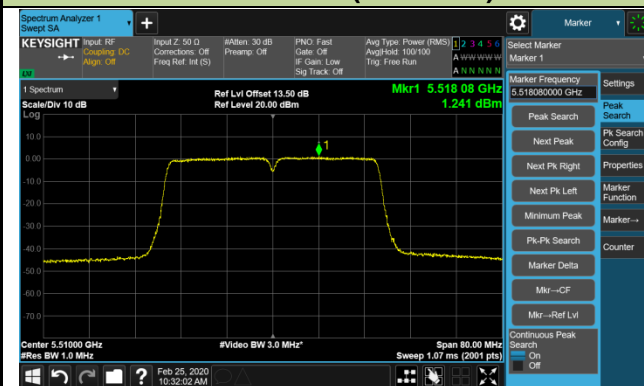 Spectrum Analyzer 1
Swept SA
Marker
KEYSIGHT
Input: RF
Coupling: DC
Align: Off
Input Z: 50 Ω
Corrections: Off
Freq Ref: Int (S)
#Atten: 30 dB
Preamp: Off
PNO: Fast
Gate: Off
IF Gain: Low
Sig Track: Off
Avg Type: Power (RMS)
Avg|Hold: 100/100
Trig: Free Run
1 2 3 4 5 6
A W W W W W
A N N N N N
Select Marker
Marker 1
LXI
1 Spectrum
Scale/Div 10 dB
Log
Ref Lvl Offset 13.50 dB
Ref Level 20.00 dBm
Mkr1 5.518 08 GHz
1.241 dBm
10.0
0.00
-10.0
-20.0
-30.0
-40.0
-50.0
-60.0
-70.0
1
Center 5.51000 GHz
#Res BW 1.0 MHz
#Video BW 3.0 MHz*
Span 80.00 MHz
Sweep 1.07 ms (2001 pts)
Marker Frequency
5.518080000 GHz
Peak Search
Next Peak
Next Pk Right
Next Pk Left
Minimum Peak
Pk-Pk Search
Marker Delta
Mkr→CF
Mkr→Ref Lvl
Continuous Peak
Search
On
Off
Settings
Peak
Search
Pk Search
Config
Properties
Marker
Function
Marker→
Counter
Feb 25, 2020
10:32:02 AM